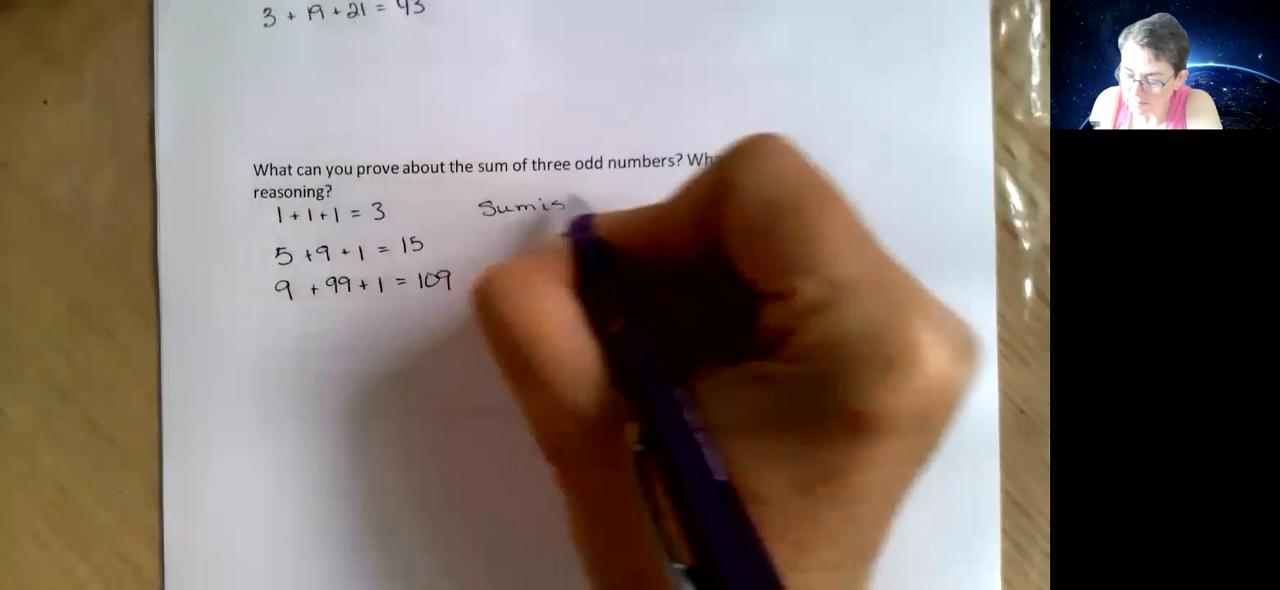 3 + 19 + 21 = 43
What can you prove about the sum of three odd numbers?
reasoning?
1 + 1 + 1 = 3 Sum is
5 + 9 + 1 = 15
9 + 99 + 1 = 109